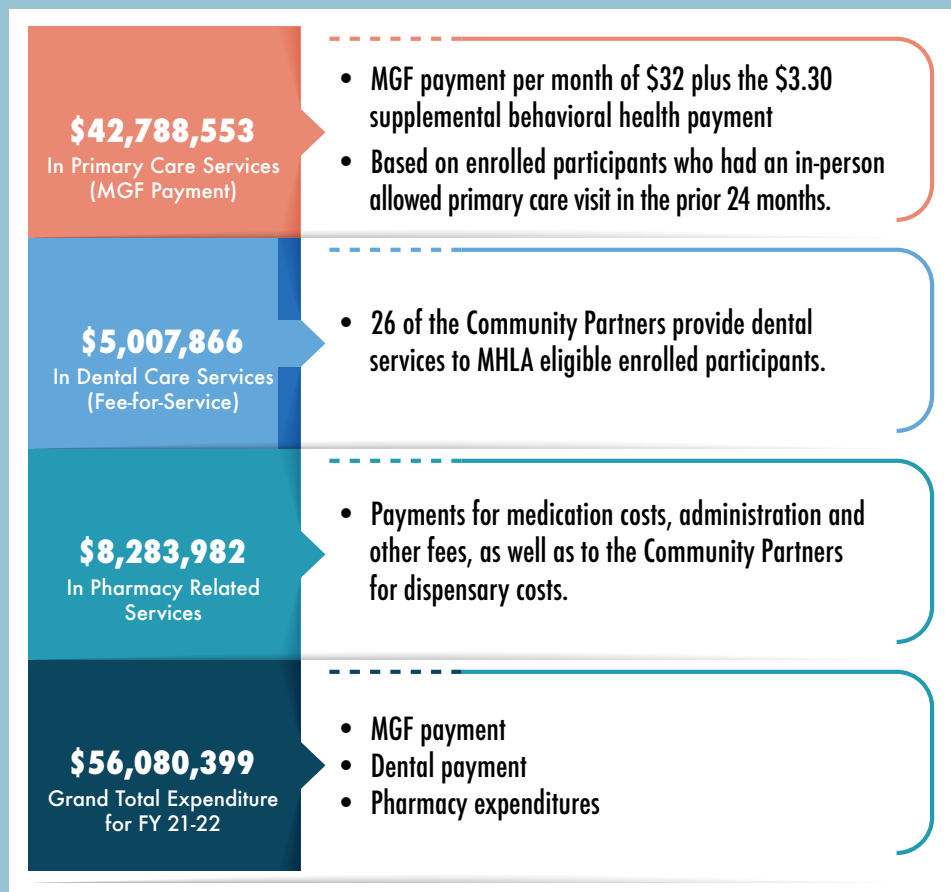 $42,788,553
In Primary Care Services
(MGF Payment)
• MGF payment per month of $32 plus the $3.30
supplemental behavioral health payment
• Based on enrolled participants who had an in-person
allowed primary care visit in the prior 24 months.
$5,007,866
In Dental Care Services
(Fee-for-Service)
• 26 of the Community Partners provide dental
services to MHLA eligible enrolled participants.
$8,283,982
In Pharmacy Related
Services
• Payments for medication costs, administration and
other fees, as well as to the Community Partners
for dispensary costs.
$56,080,399
Grand Total Expenditure
for FY 21-22
• MGF payment
• Dental payment
• Pharmacy expenditures